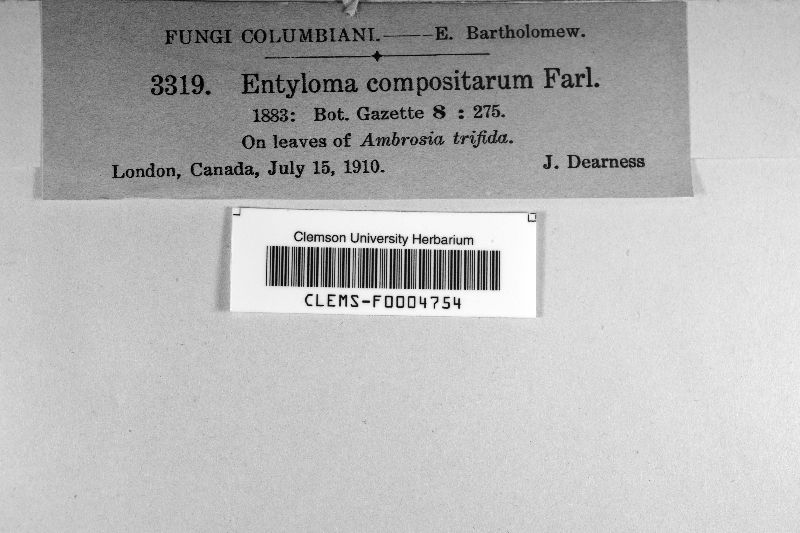 FUNGI COLUMBIANI.——E. Bartholomew.
3319. Entyloma compositarum Farl.
1883: Bot. Gazette 8 : 275.
On leaves of Ambrosia trifida.
London, Canada, July 15, 1910. J. Dearness
Clemson University Herbarium
CLEMS-F0004754